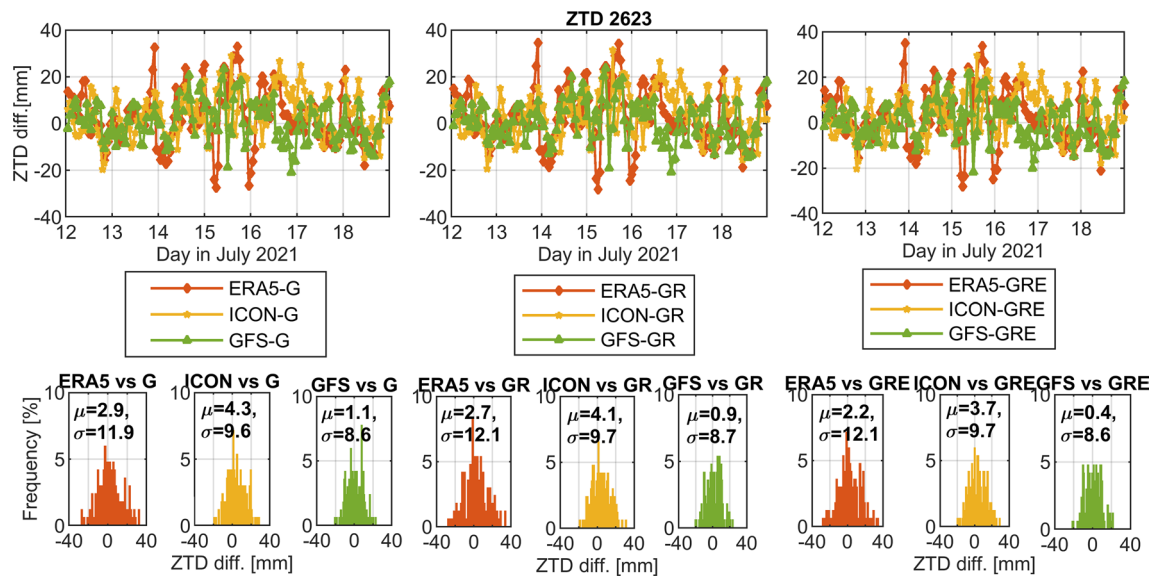 ZTD 2623
ZTD diff.[mm]
40
20
0
-20
-40
12 13 14 15 16 17 18
Day in July 2021
40
20
0
-20
-40
12 13 14 15 16 17 18
Day in July 2021
40
20
0
-20
-40
12 13 14 15 16 17 18
Day in July 2021
ERA5-G
ICON-G
GFS-G
ERA5-GR
ICON-GR
GFS-GR
ERA5-GRE
ICON-GRE
GFS-GRE
Frequency [%]
ERA5 vs G
μ=2.9,
σ=11.9
10
5
0
-40 0 40
ICON vs G
μ=4.3,
σ=9.6
10
5
0
-40 0 40
GFS vs G
μ=1.1,
σ=8.6
10
5
0
-40 0 40
ZTD diff. [mm]
ERA5 vs GR
μ=2.7,
σ=12.1
10
5
0
-40 0 40
ICON vs GR
μ=4.1,
σ=9.7
10
5
0
-40 0 40
GFS vs GR
μ=0.9,
σ=8.7
10
5
0
-40 0 40
ZTD diff. [mm]
ERA5 vs GRE
μ=2.2,
σ=12.1
10
5
0
-40 0 40
ICON vs GRE
μ=3.7,
σ=9.7
10
5
0
-40 0 40
GFS vs GRE
μ=0.4,
σ=8.6
10
5
0
-40 0 40
ZTD diff. [mm]